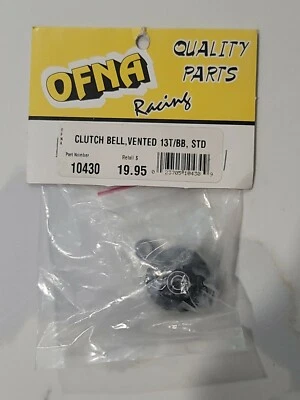 OFNA
Racing
QUALITY
PARTS
CLUTCH BELL,VENTED 13T/BB, STD
Part Number
Retail $
10430
19.95